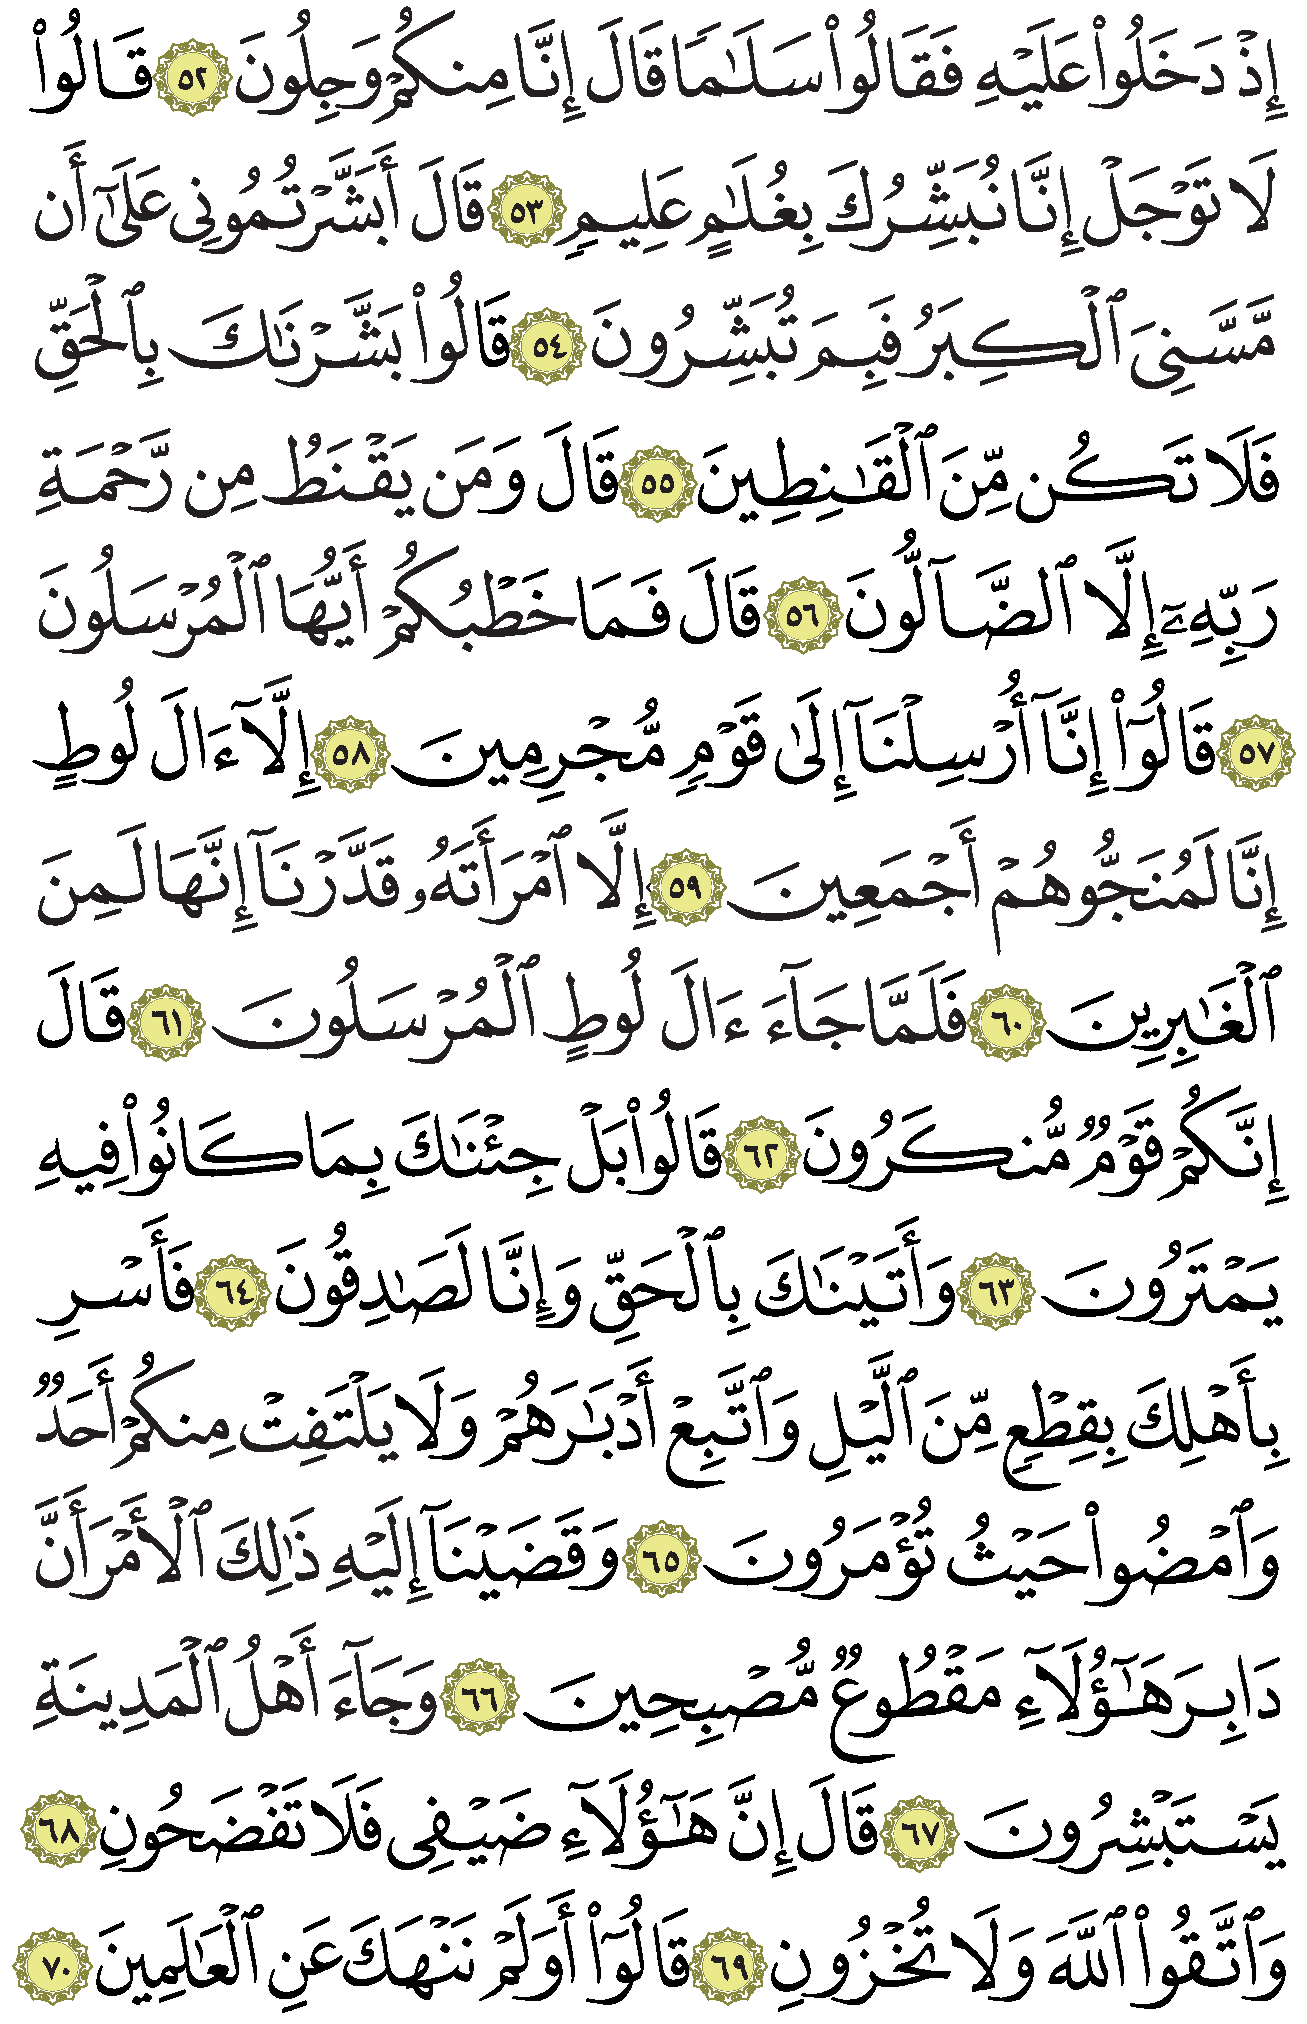 إِذْ دَخَلُوا۟ عَلَيْهِ فَقَالُوا۟ سَلَـٰمًا قَالَ إِنَّا مِنكُمْ وَجِلُونَ ٥٢ قَالُوا۟
لَا تَوْجَلْ إِنَّا نُبَشِّرُكَ بِغُلَـٰمٍ عَلِيمٍ ٥٣ قَالَ أَبَشَّرْتُمُونِى عَلَىٰٓ أَن
مَّسَّنِىَ ٱلْكِبَرُ فَبِمَ تُبَشِّرُونَ ٥٤ قَالُوا۟ بَشَّرْنَـٰكَ بِٱلْحَقِّ
فَلَا تَكُن مِّنَ ٱلْقَـٰنِطِينَ ٥٥ قَالَ وَمَن يَقْنَطُ مِن رَّحْمَةِ
رَبِّهِۦٓ إِلَّا ٱلضَّآلُّونَ ٥٦ قَالَ فَمَا خَطْبُكُمْ أَيُّهَا ٱلْمُرْسَلُونَ
٥٧ قَالُوٓا۟ إِنَّآ أُرْسِلْنَآ إِلَىٰ قَوْمٍ مُّجْرِمِينَ ٥٨ إِلَّآ ءَالَ لُوطٍ
إِنَّا لَمُنَجُّوهُمْ أَجْمَعِينَ ٥٩ إِلَّا ٱمْرَأَتَهُۥ قَدَّرْنَآ إِنَّهَا لَمِنَ
ٱلْغَـٰبِرِينَ ٦٠ فَلَمَّا جَآءَ ءَالَ لُوطٍ ٱلْمُرْسَلُونَ ٦١ قَالَ
إِنَّكُمْ قَوْمٌ مُّنكَرُونَ ٦٢ قَالُوا۟ بَلْ جِئْنَـٰكَ بِمَا كَانُوا۟ فِيهِ
يَمْتَرُونَ ٦٣ وَأَتَيْنَـٰكَ بِٱلْحَقِّ وَإِنَّا لَصَـٰدِقُونَ ٦٤ فَأَسْرِ
بِأَهْلِكَ بِقِطْعٍ مِّنَ ٱلَّيْلِ وَٱتَّبِعْ أَدْبَـٰرَهُمْ وَلَا يَلْتَفِتْ مِنكُمْ أَحَدٌ
وَٱمْضُوا۟ حَيْثُ تُؤْمَرُونَ ٦٥ وَقَضَيْنَآ إِلَيْهِ ذَٰلِكَ ٱلْأَمْرَ أَنَّ
دَابِرَ هَـٰٓؤُلَآءِ مَقْطُوعٌ مُّصْبِحِينَ ٦٦ وَجَآءَ أَهْلُ ٱلْمَدِينَةِ
يَسْتَبْشِرُونَ ٦٧ قَالَ إِنَّ هَـٰٓؤُلَآءِ ضَيْفِى فَلَا تَفْضَحُونِ ٦٨
وَٱتَّقُوا۟ ٱللَّهَ وَلَا تُخْزُونِ ٦٩ قَالُوٓا۟ أَوَلَمْ نَنْهَكَ عَنِ ٱلْعَـٰلَمِينَ ٧٠